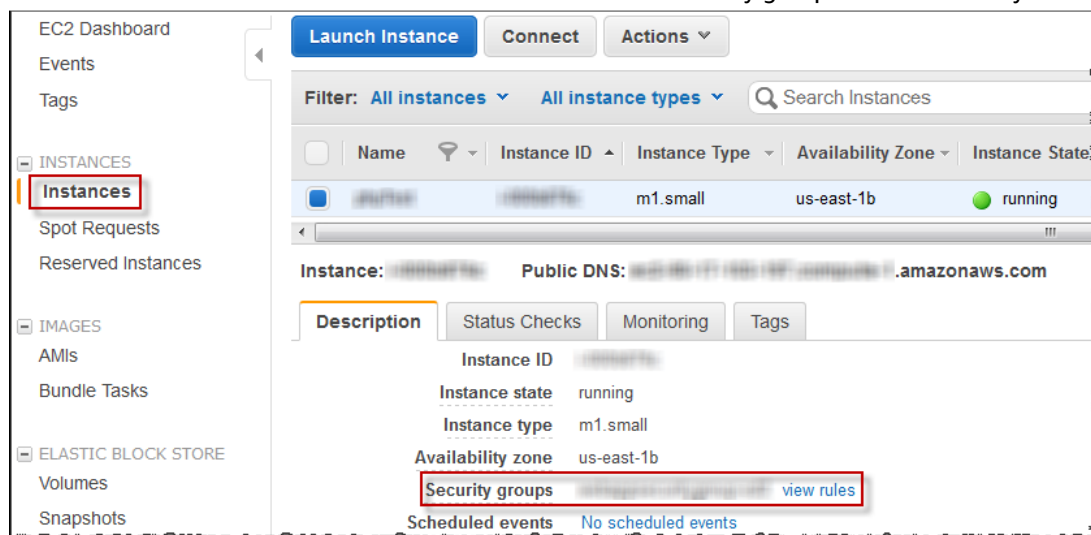 EC2 Dashboard
Events
Tags
INSTANCES
Instances
Spot Requests
Reserved Instances
IMAGES
AMIs
Bundle Tasks
ELASTIC BLOCK STORE
Volumes
Snapshots
Launch Instance Connect Actions
Filter: All instances All instance types Search Instances
Name Instance ID Instance Type Availability Zone Instance State
m1.small us-east-1b running
Instance: Public DNS: .amazonaws.com
Description Status Checks Monitoring Tags
Instance ID
Instance state running
Instance type m1.small
Availability zone us-east-1b
Security groups view rules
Scheduled events No scheduled events